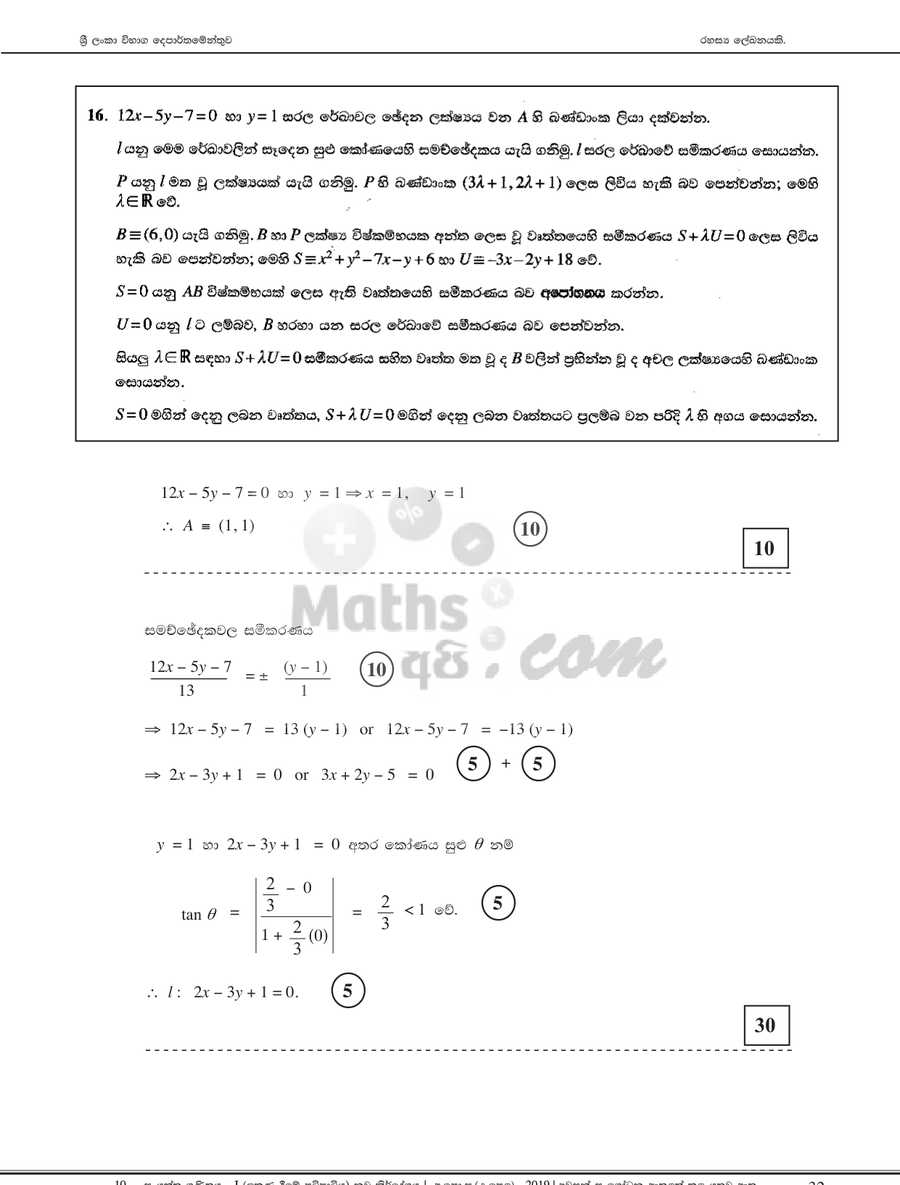 ශ්‍රී ලංකා විභාග දෙපාර්තමේන්තුව
රහස්‍ය ලේඛනයකි.
16. 12x – 5y – 7 = 0 හා y = 1 සරල රේඛාවල ඡේදන ලක්ෂ්‍යය වන A හි ඛණ්ඩාංක ලියා දක්වන්න.
l යනු මෙම රේඛාවලින් සෑදෙන සුළු කෝණයෙහි සමච්ඡේදකය යැයි ගනිමු. l සරල රේඛාවේ සමීකරණය සොයන්න.
P යනු l මත වූ ලක්ෂ්‍යයක් යැයි ගනිමු. P හි ඛණ්ඩාංක (3λ + 1, 2λ + 1) ලෙස ලිවිය හැකි බව පෙන්වන්න; මෙහි
λ ∈ ℝ වේ.
B ≡ (6, 0) යැයි ගනිමු. B හා P ලක්ෂ්‍ය විෂ්කම්භයක අන්ත ලෙස වූ වෘත්තයෙහි සමීකරණය S + λU = 0 ලෙස ලිවිය
හැකි බව පෙන්වන්න; මෙහි S ≡ x² + y² – 7x – y + 6 හා U ≡ –3x – 2y + 18 වේ.
S = 0 යනු AB විෂ්කම්භයක් ලෙස ඇති වෘත්තයෙහි සමීකරණය බව අපෝහනය කරන්න.
U = 0 යනු l ට ලම්බව, B හරහා යන සරල රේඛාවේ සමීකරණය බව පෙන්වන්න.
සියලු λ ∈ ℝ සඳහා S + λU = 0 සමීකරණය සහිත වෘත්ත මත වූ ද B වලින් ප්‍රභින්න වූ ද අචල ලක්ෂ්‍යයෙහි ඛණ්ඩාංක
සොයන්න.
S = 0 මගින් දෙනු ලබන වෘත්තය, S + λU = 0 මගින් දෙනු ලබන වෘත්තයට ප්‍රලම්බ වන පරිදි λ හි අගය සොයන්න.
12x – 5y – 7 = 0 හා y = 1 ⇒ x = 1, y = 1
∴ A ≡ (1, 1) 10
10
Maths
අපි . com
සමච්ඡේදකවල සමීකරණය
(12x – 5y – 7)/13 = ± (y – 1)/1 10
⇒ 12x – 5y – 7 = 13 (y – 1) or 12x – 5y – 7 = –13 (y – 1)
⇒ 2x – 3y + 1 = 0 or 3x + 2y – 5 = 0 5 + 5
y = 1 හා 2x – 3y + 1 = 0 අතර කෝණය සුළු θ නම්
tan θ = |(2/3 – 0)/(1 + 2/3 (0))| = 2/3 < 1 වේ. 5
∴ l : 2x – 3y + 1 = 0. 5
30